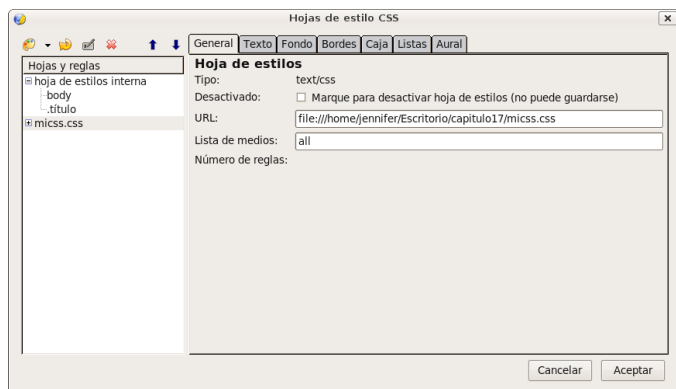 Hojas de estilo CSS
General Texto Fondo Bordes Caja Listas Aural
Hojas y reglas
hoja de estilos interna
body
.título
micss.css
Hoja de estilos
Tipo: text/css
Desactivado: Marque para desactivar hoja de estilos (no puede guardarse)
URL: file:///home/jennifer/Escritorio/capitulo17/micss.css
Lista de medios: all
Número de reglas:
Cancelar Aceptar